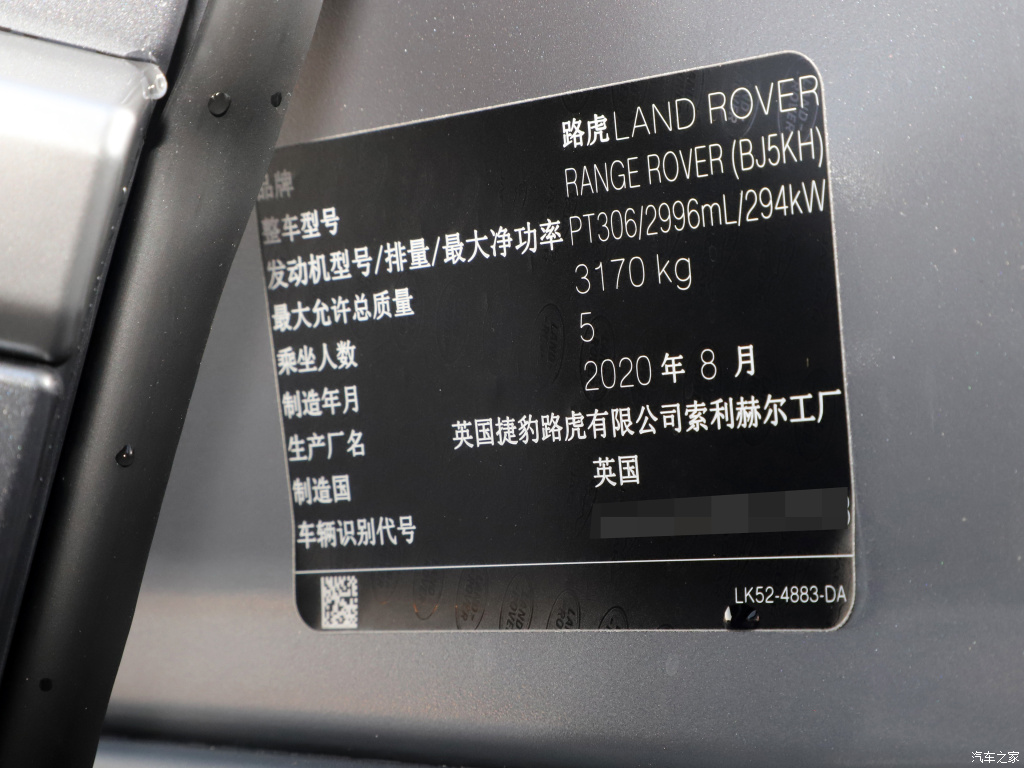 品牌 路虎LAND ROVER
整车型号 RANGE ROVER (BJ5KH)
发动机型号/排量/最大净功率 PT306/2996mL/294kW
最大允许总质量 3170 kg
乘坐人数 5
制造年月 2020 年 8 月
生产厂名 英国捷豹路虎有限公司索利赫尔工厂
制造国 英国
车辆识别代号
LK52-4883-DA
汽车之家